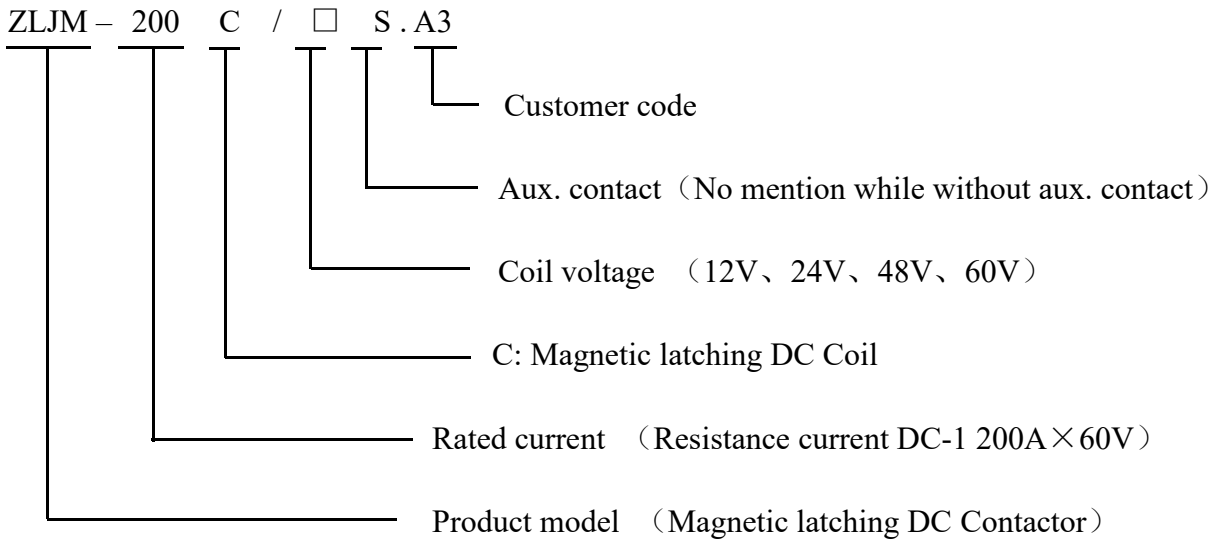 ZLJM – 200 C / □ S . A3
Customer code
Aux. contact（No mention while without aux. contact）
Coil voltage （12V、24V、48V、60V）
C: Magnetic latching DC Coil
Rated current （Resistance current DC-1 200A×60V）
Product model （Magnetic latching DC Contactor）